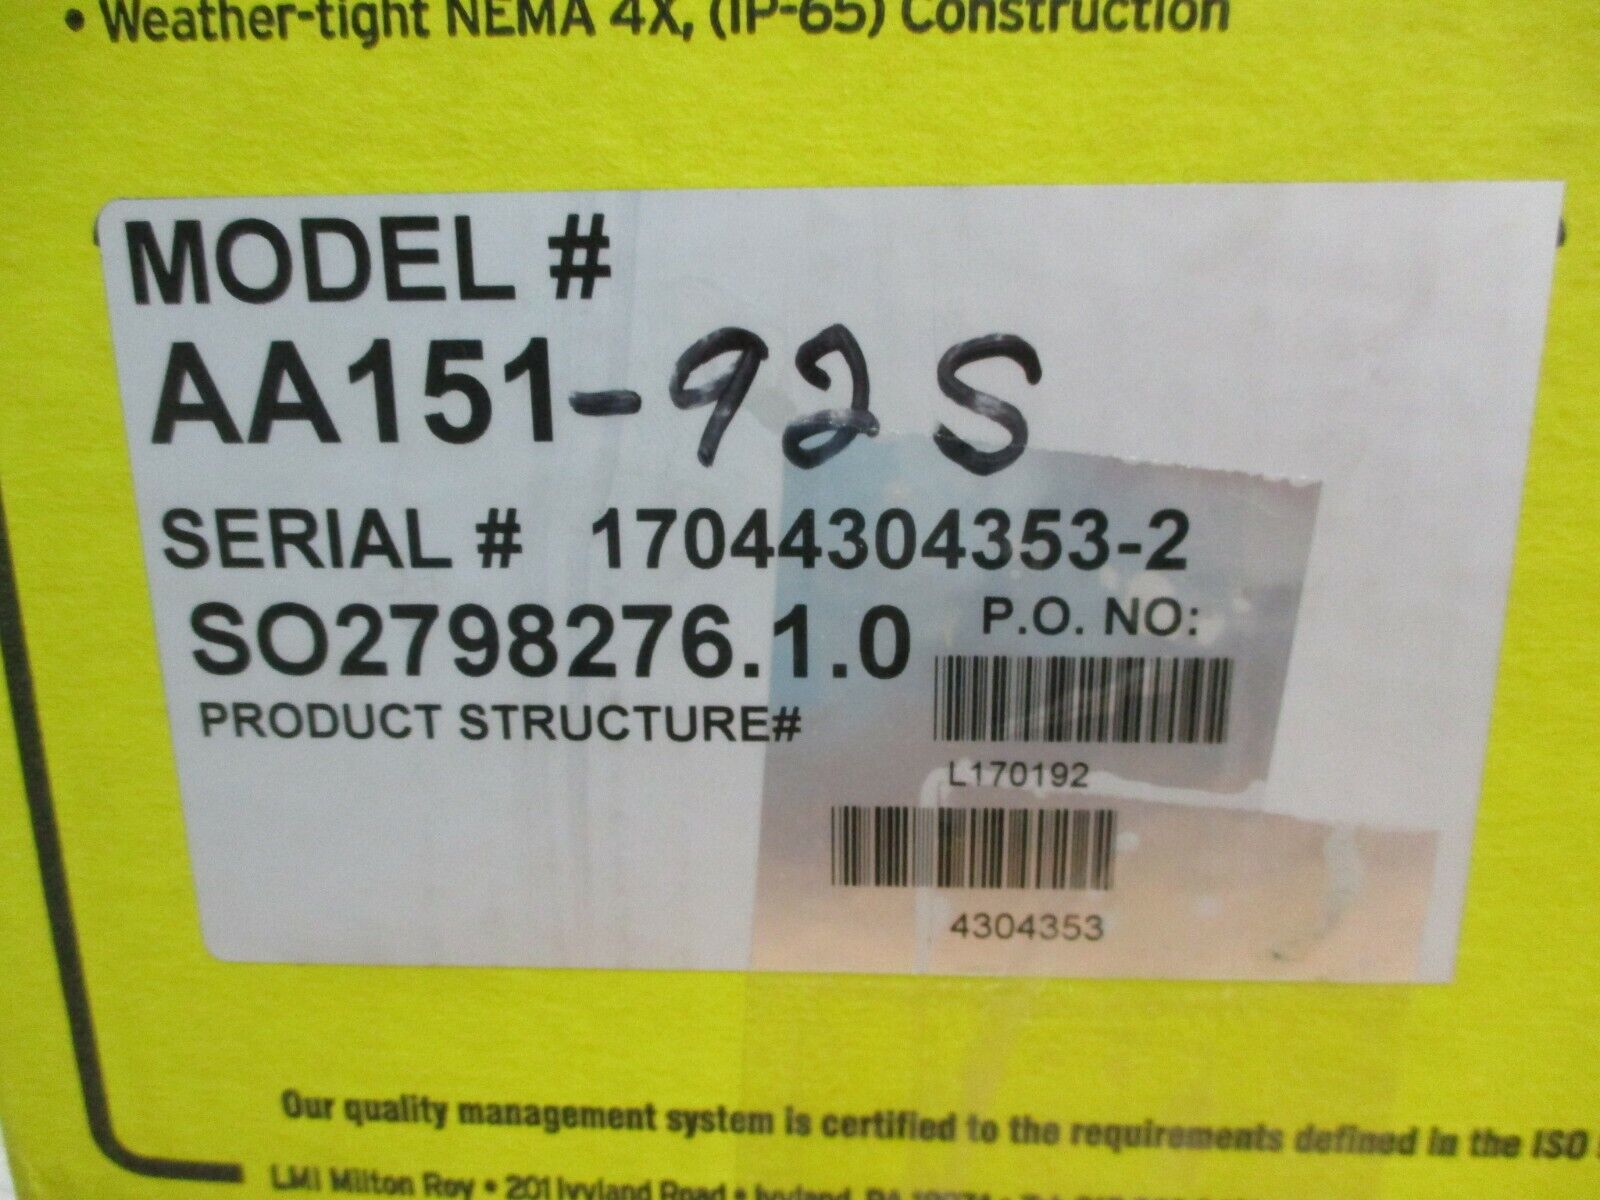 • Weather-tight NEMA 4X, (IP-65) Construction
MODEL #
AA151-92S
SERIAL # 17044304353-2
SO2798276.1.0
P.O. NO:
PRODUCT STRUCTURE#
L170192
4304353
Our quality management system is certified to the requirements defined in the ISO
LMI Milton Roy • 201 Ivyland Road • Ivyland, PA